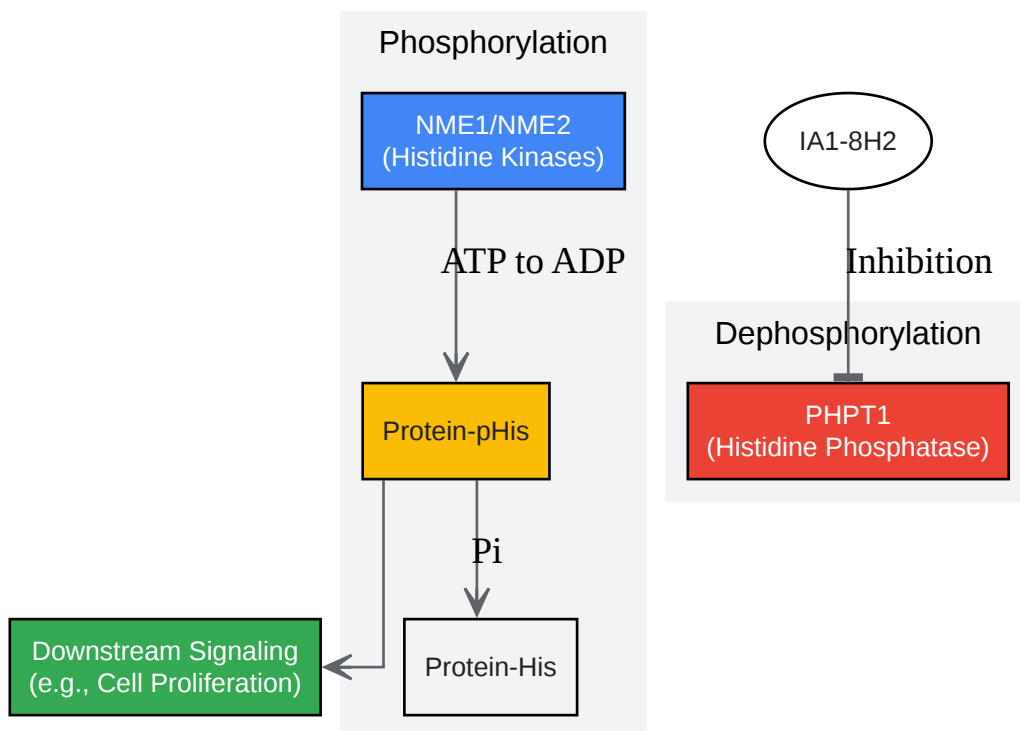 Phosphorylation
NME1/NME2
(Histidine Kinases)
IA1-8H2
ATP to ADP
Inhibition
Dephosphorylation
Protein-pHis
PHPT1
(Histidine Phosphatase)
Pi
Downstream Signaling
(e.g., Cell Proliferation)
Protein-His